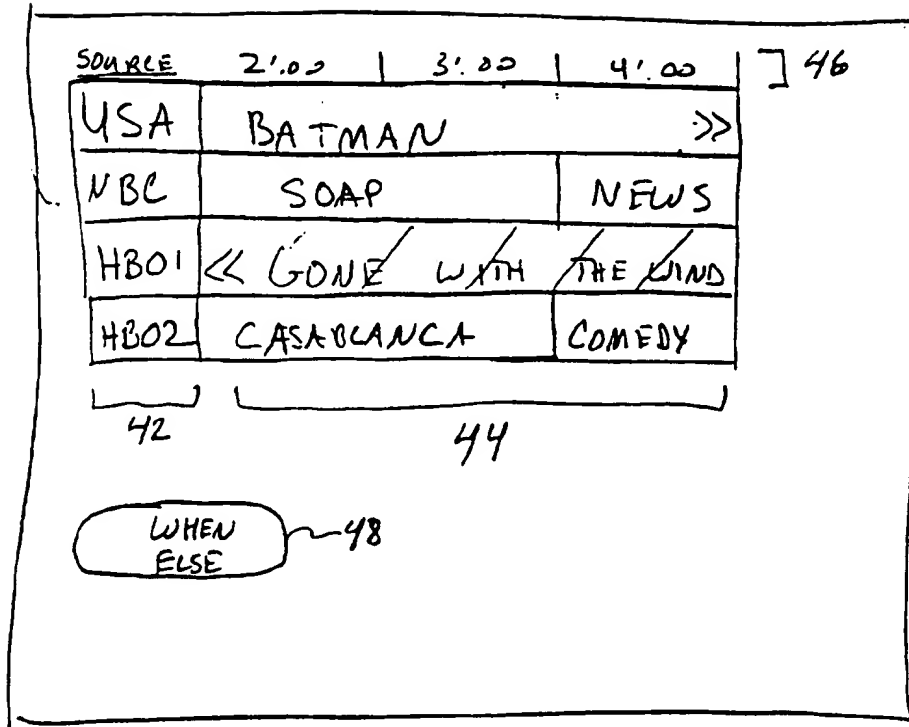 SOURCE 2:00 | 3:00 | 4:00 | ] 46
USA BATMAN >>
NBC SOAP NEWS
HBO1 << GONE WITH THE WIND
HBO2 CASABLANCA COMEDY
42 44
WHEN 48
ELSE